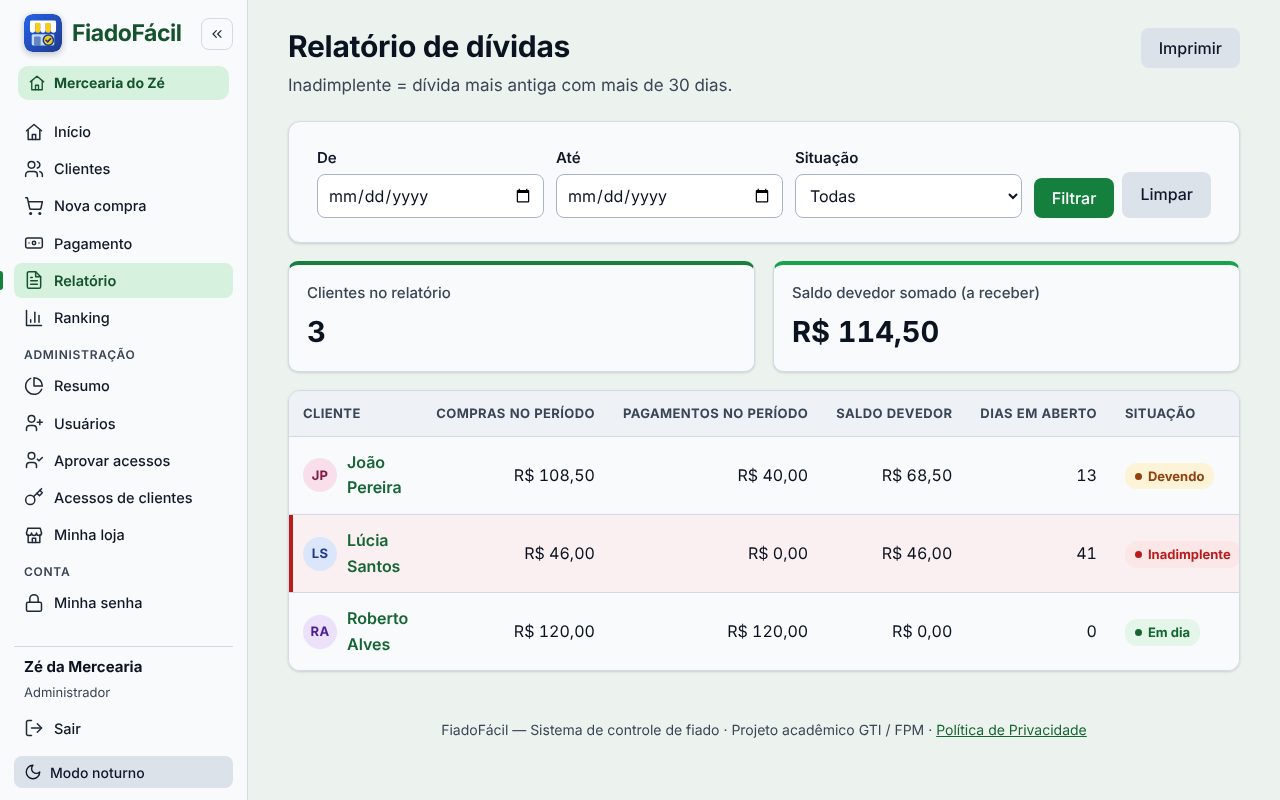 FiadoFácil
«
Mercearia do Zé
Início
Clientes
Nova compra
Pagamento
Relatório
Ranking
ADMINISTRAÇÃO
Resumo
Usuários
Aprovar acessos
Acessos de clientes
Minha loja
CONTA
Minha senha
Zé da Mercearia
Administrador
Sair
Modo noturno
Relatório de dívidas
Imprimir
Inadimplente = dívida mais antiga com mais de 30 dias.
De Até Situação
mm/dd/yyyy mm/dd/yyyy Todas Filtrar Limpar
Clientes no relatório
3
Saldo devedor somado (a receber)
R$ 114,50
CLIENTE COMPRAS NO PERÍODO PAGAMENTOS NO PERÍODO SALDO DEVEDOR DIAS EM ABERTO SITUAÇÃO
JP João Pereira R$ 108,50 R$ 40,00 R$ 68,50 13 Devendo
LS Lúcia Santos R$ 46,00 R$ 0,00 R$ 46,00 41 Inadimplente
RA Roberto Alves R$ 120,00 R$ 120,00 R$ 0,00 0 Em dia
FiadoFácil — Sistema de controle de fiado · Projeto acadêmico GTI / FPM · Política de Privacidade